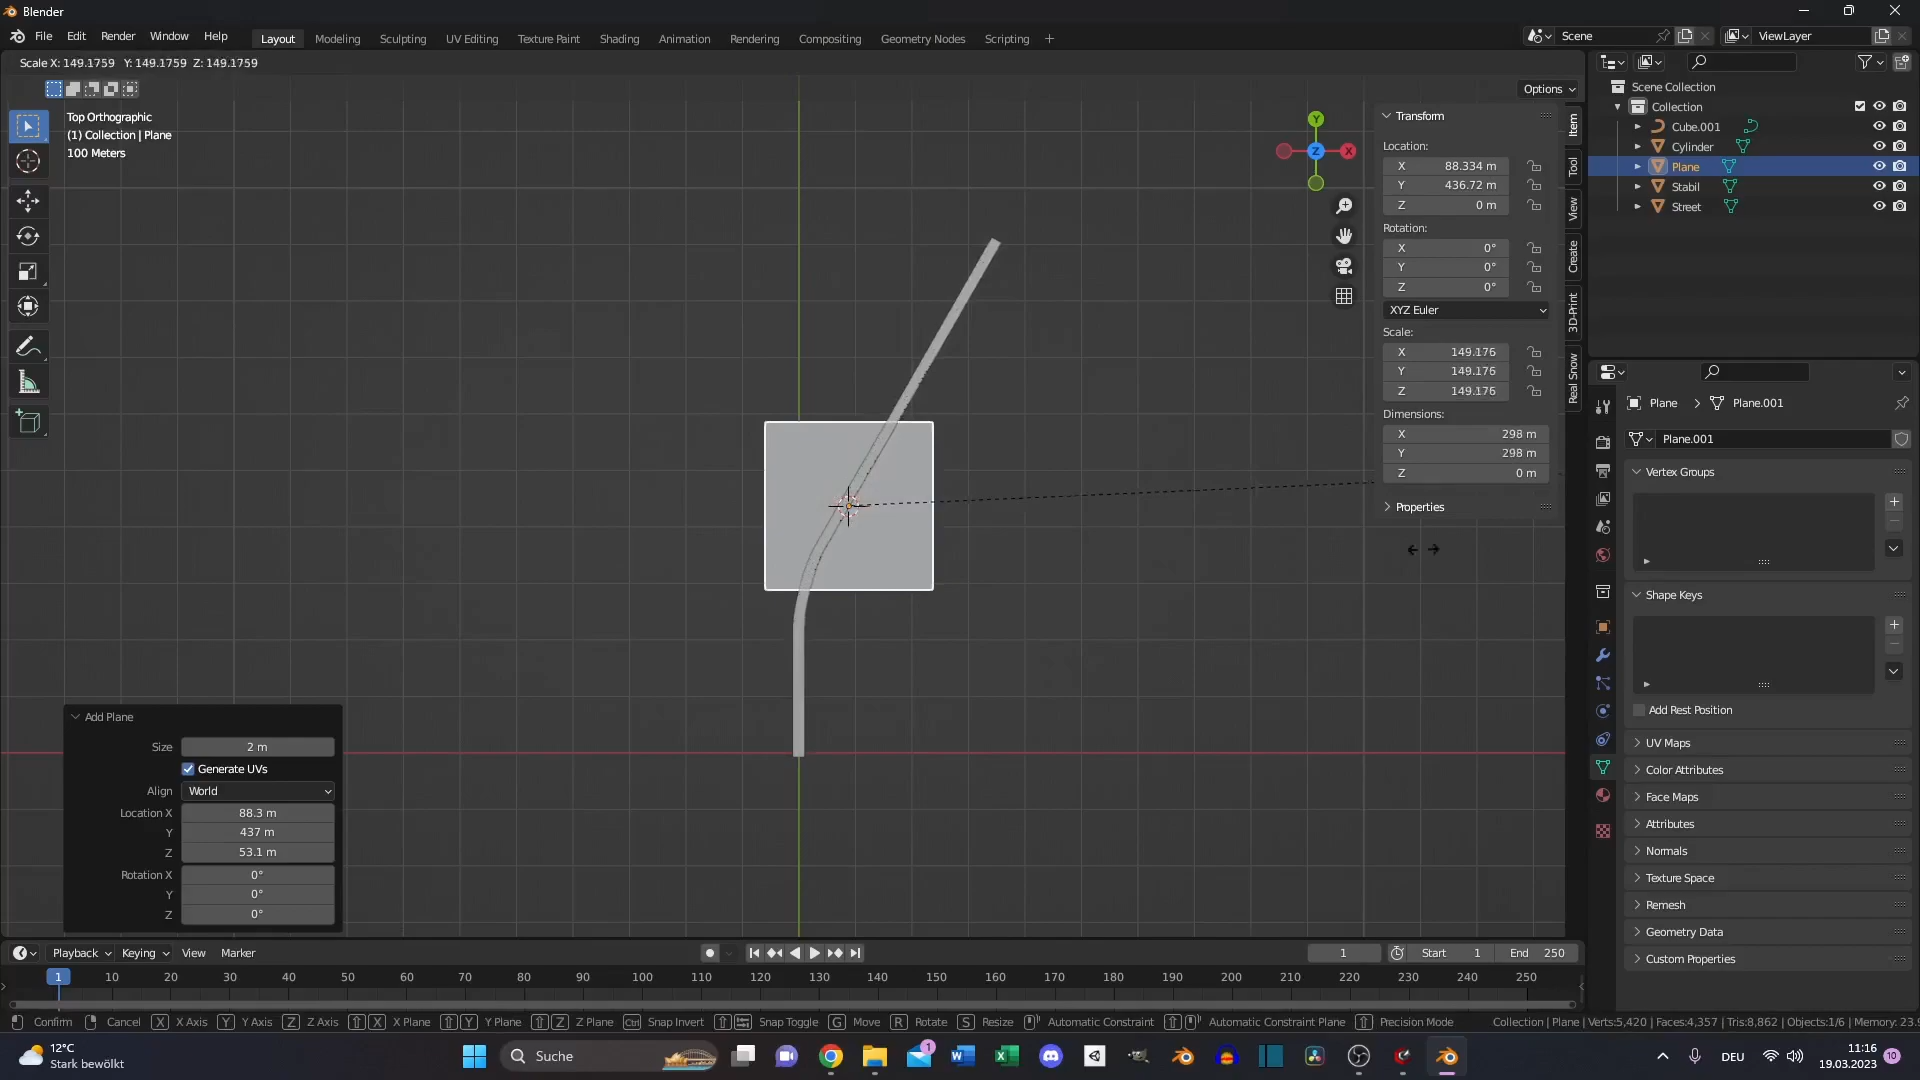 Blender
File Edit Render Window Help Layout Modeling Sculpting UV Editing Texture Paint Shading Animation Rendering Compositing Geometry Nodes Scripting + Scene ViewLayer
Scale X: 149.1759 Y: 149.1759 Z: 149.1759
Options
Top Orthographic
(1) Collection | Plane
100 Meters
Y
X
Z
Transform
Location:
X 88.334 m
Y 436.72 m
Z 0 m
Rotation:
X 0°
Y 0°
Z 0°
XYZ Euler
Scale:
X 149.176
Y 149.176
Z 149.176
Dimensions:
X 298 m
Y 298 m
Z 0 m
Properties
Item
Tool
View
Create
3D-Print
Real Snow
Scene Collection
Collection
Cube.001
Cylinder
Plane
Stabil
Street
Plane > Plane.001
Plane.001
Vertex Groups
Shape Keys
Add Rest Position
UV Maps
Color Attributes
Face Maps
Attributes
Normals
Texture Space
Remesh
Geometry Data
Custom Properties
Add Plane
Size 2 m
Generate UVs
Align World
Location X 88.3 m
Y 437 m
Z 53.1 m
Rotation X 0°
Y 0°
Z 0°
Playback Keying View Marker 1 Start 1 End 250
1 10 20 30 40 50 60 70 80 90 100 110 120 130 140 150 160 170 180 190 200 210 220 230 240 250
Confirm Cancel X X Axis Y Y Axis Z Z Axis X X Plane Y Y Plane Z Z Plane Ctrl Snap Invert Snap Toggle G Move R Rotate S Resize Automatic Constraint Automatic Constraint Plane Precision Mode Collection | Plane | Verts:5,420 | Faces:4,357 | Tris:8,862 | Objects:1/6 | Memory: 23.9
12°C
Stark bewölkt
Suche
1
DEU
11:16
19.03.2023
10